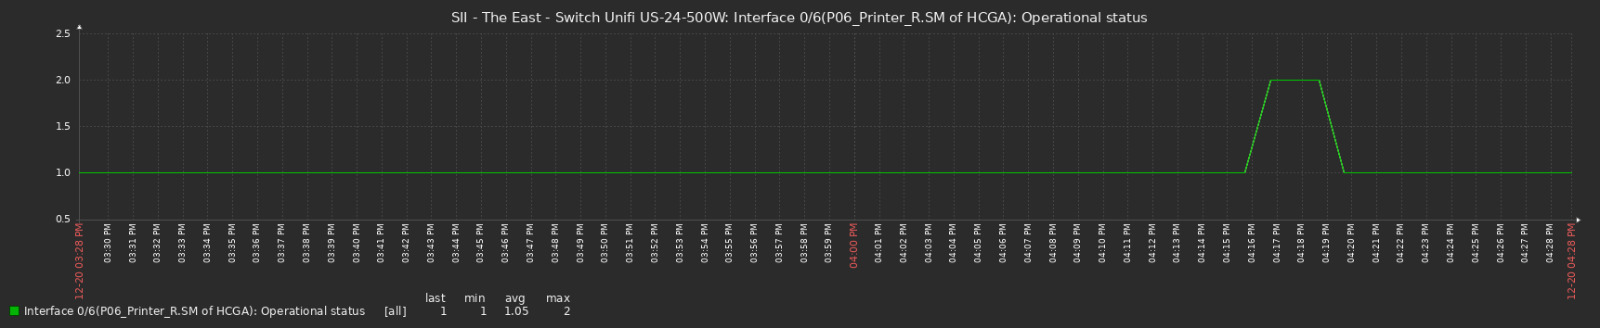 SII - The East - Switch Unifi US-24-500W: Interface 0/6(P06_Printer_R.SM of HCGA): Operational status
2.5
2.0
1.5
1.0
0.5
12-20 03:28 PM
03:30 PM
03:31 PM
03:32 PM
03:33 PM
03:34 PM
03:35 PM
03:36 PM
03:37 PM
03:38 PM
03:39 PM
03:40 PM
03:41 PM
03:42 PM
03:43 PM
03:44 PM
03:45 PM
03:46 PM
03:47 PM
03:48 PM
03:49 PM
03:50 PM
03:51 PM
03:52 PM
03:53 PM
03:54 PM
03:55 PM
03:56 PM
03:57 PM
03:58 PM
03:59 PM
04:00 PM
04:01 PM
04:02 PM
04:03 PM
04:04 PM
04:05 PM
04:06 PM
04:07 PM
04:08 PM
04:09 PM
04:10 PM
04:11 PM
04:12 PM
04:13 PM
04:14 PM
04:15 PM
04:16 PM
04:17 PM
04:18 PM
04:19 PM
04:20 PM
04:21 PM
04:22 PM
04:23 PM
04:24 PM
04:25 PM
04:26 PM
04:27 PM
04:28 PM
12-20 04:28 PM
last min avg max
Interface 0/6(P06_Printer_R.SM of HCGA): Operational status [all] 1 1 1.05 2